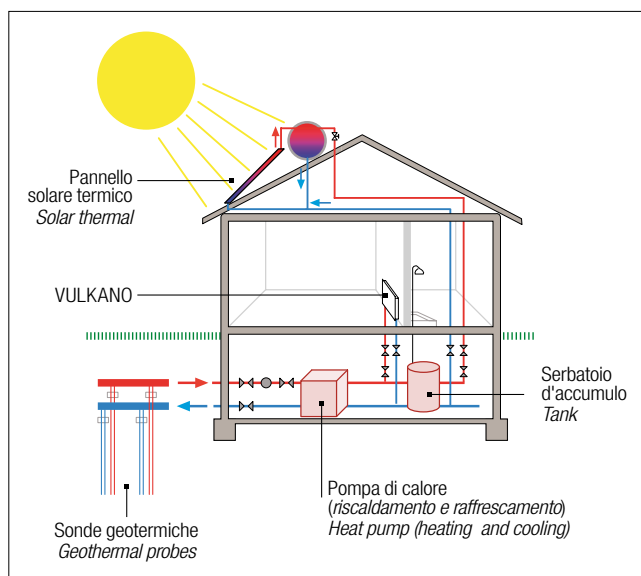 Pannello
solare termico
Solar thermal
VULKANO
Serbatoio
d'accumulo
Tank
Pompa di calore
(riscaldamento e raffrescamento)
Heat pump (heating and cooling)
Sonde geotermiche
Geothermal probes